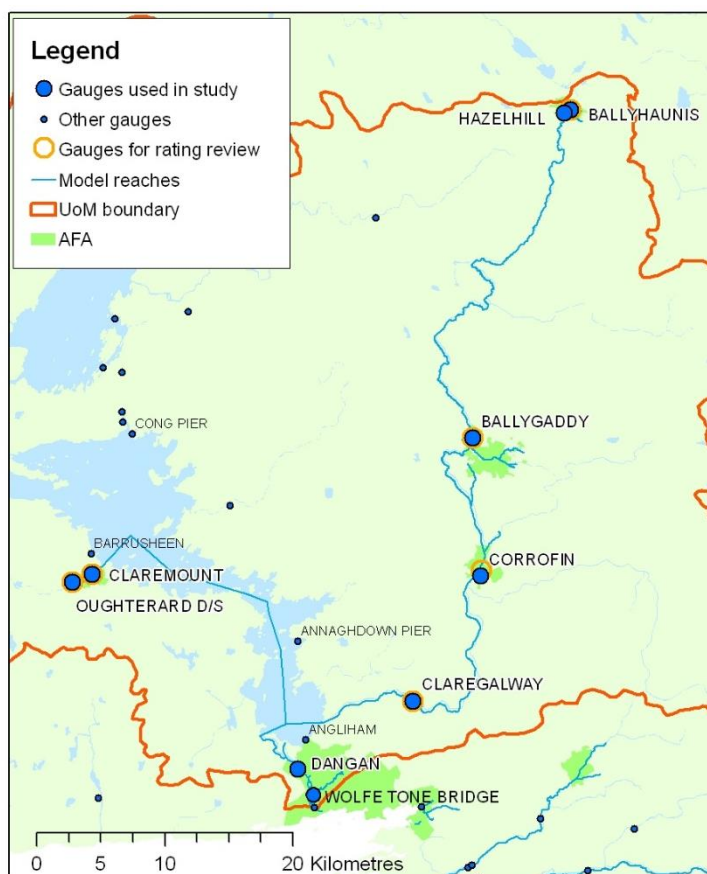 Legend
Gauges used in study
Other gauges
Gauges for rating review
Model reaches
UoM boundary
AFA
HAZELHILL
BALLYHAUNIS
BALLYGADDY
CONG PIER
CORROFIN
BARRUSHEEN
CLAREMOUNT
OUGHTERARD D/S
ANNAGHDOWN PIER
CLAREGALWAY
ANGLIHAM
DANGAN
WOLFE TONE BRIDGE
0 5 10 20 Kilometres